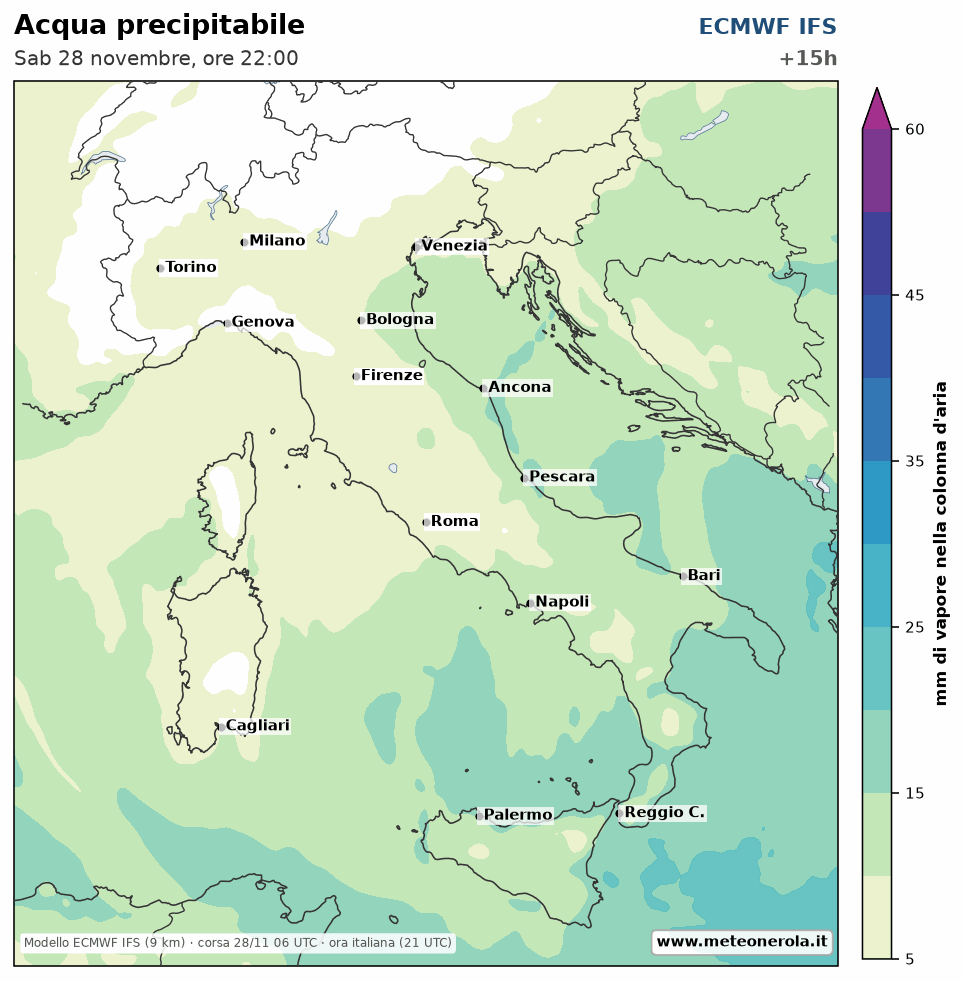 Acqua precipitabile
ECMWF IFS
Sab 28 novembre, ore 22:00
+15h
Milano
Venezia
Torino
Genova
Bologna
Firenze
Ancona
Pescara
Roma
Bari
Napoli
Cagliari
Palermo
Reggio C.
60
45
35
25
15
5
mm di vapore nella colonna d'aria
Modello ECMWF IFS (9 km) · corsa 28/11 06 UTC · ora italiana (21 UTC)
www.meteonerola.it